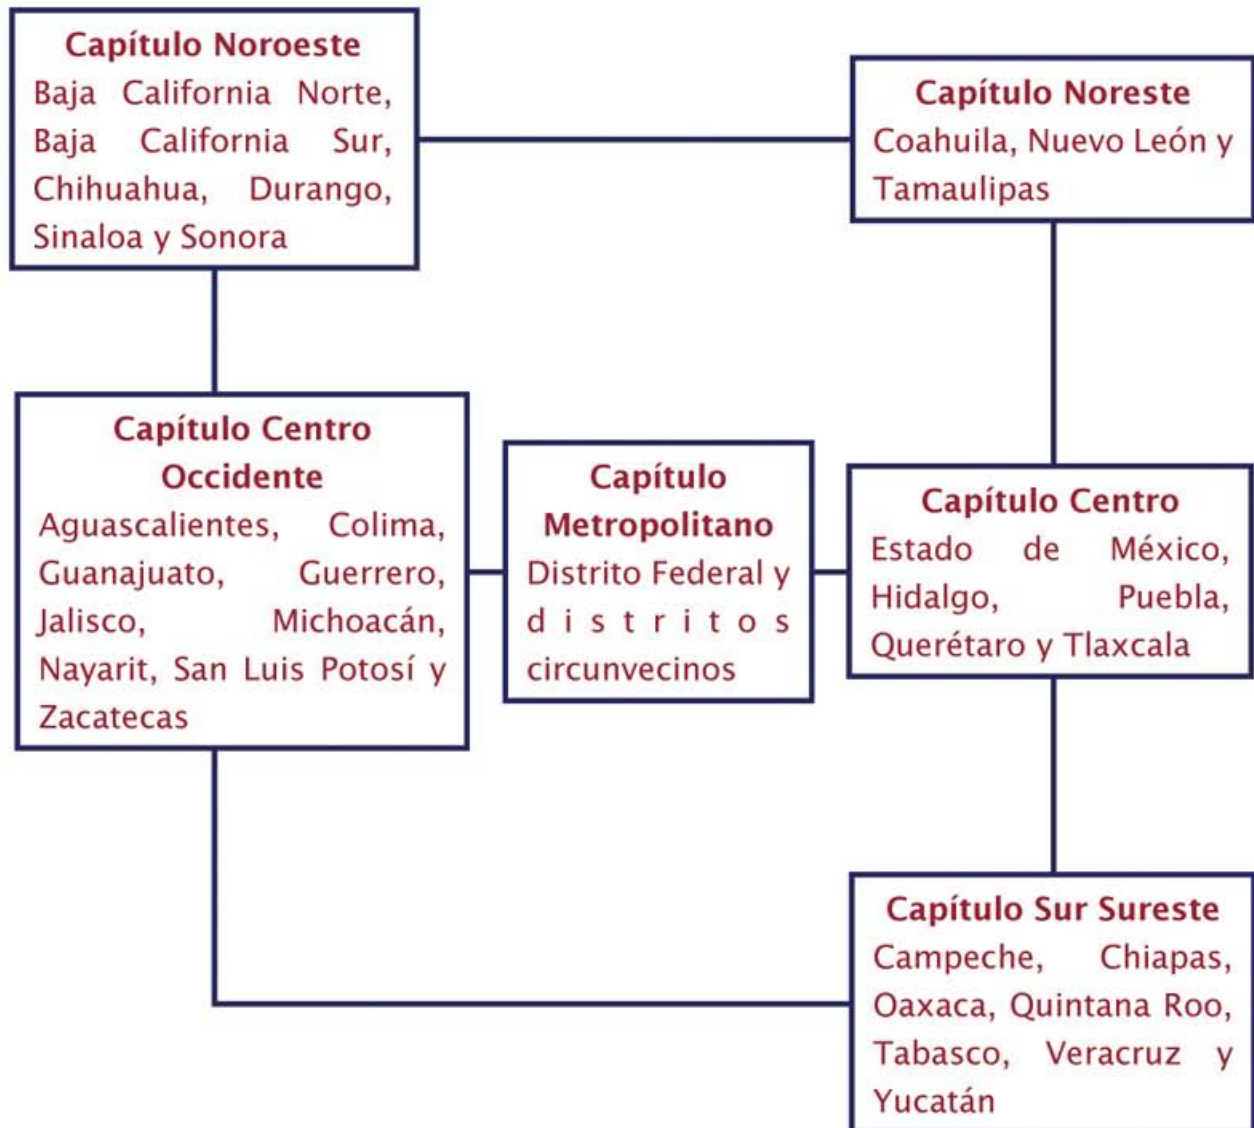 Capítulo Noroeste
Baja California Norte,
Baja California Sur,
Chihuahua, Durango,
Sinaloa y Sonora
Capítulo Noreste
Coahuila, Nuevo León y
Tamaulipas
Capítulo Centro
Occidente
Aguascalientes, Colima,
Guanajuato, Guerrero,
Jalisco, Michoacán,
Nayarit, San Luis Potosí y
Zacatecas
Capítulo
Metropolitano
Distrito Federal y
distritos
circunvecinos
Capítulo Centro
Estado de México,
Hidalgo, Puebla,
Querétaro y Tlaxcala
Capítulo Sur Sureste
Campeche, Chiapas,
Oaxaca, Quintana Roo,
Tabasco, Veracruz y
Yucatán